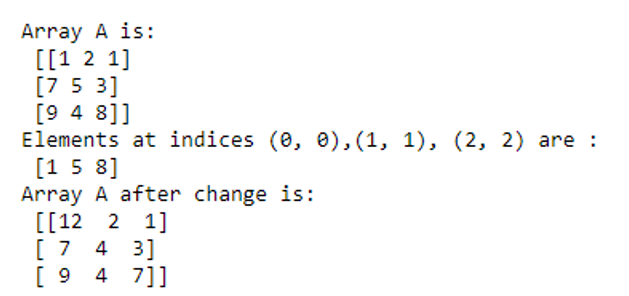 Array A is:
[[1 2 1]
[7 5 3]
[9 4 8]]
Elements at indices (0, 0),(1, 1), (2, 2) are :
[1 5 8]
Array A after change is:
[[12  2  1]
[ 7  4  3]
[ 9  4  7]]